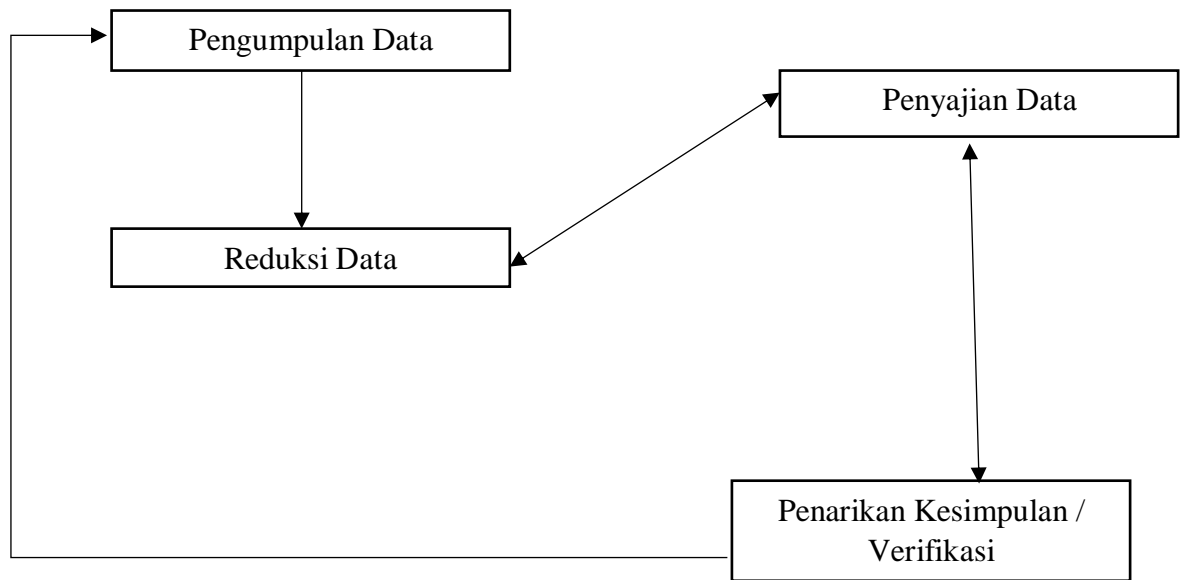 Pengumpulan Data
Penyajian Data
Reduksi Data
Penarikan Kesimpulan /
Verifikasi